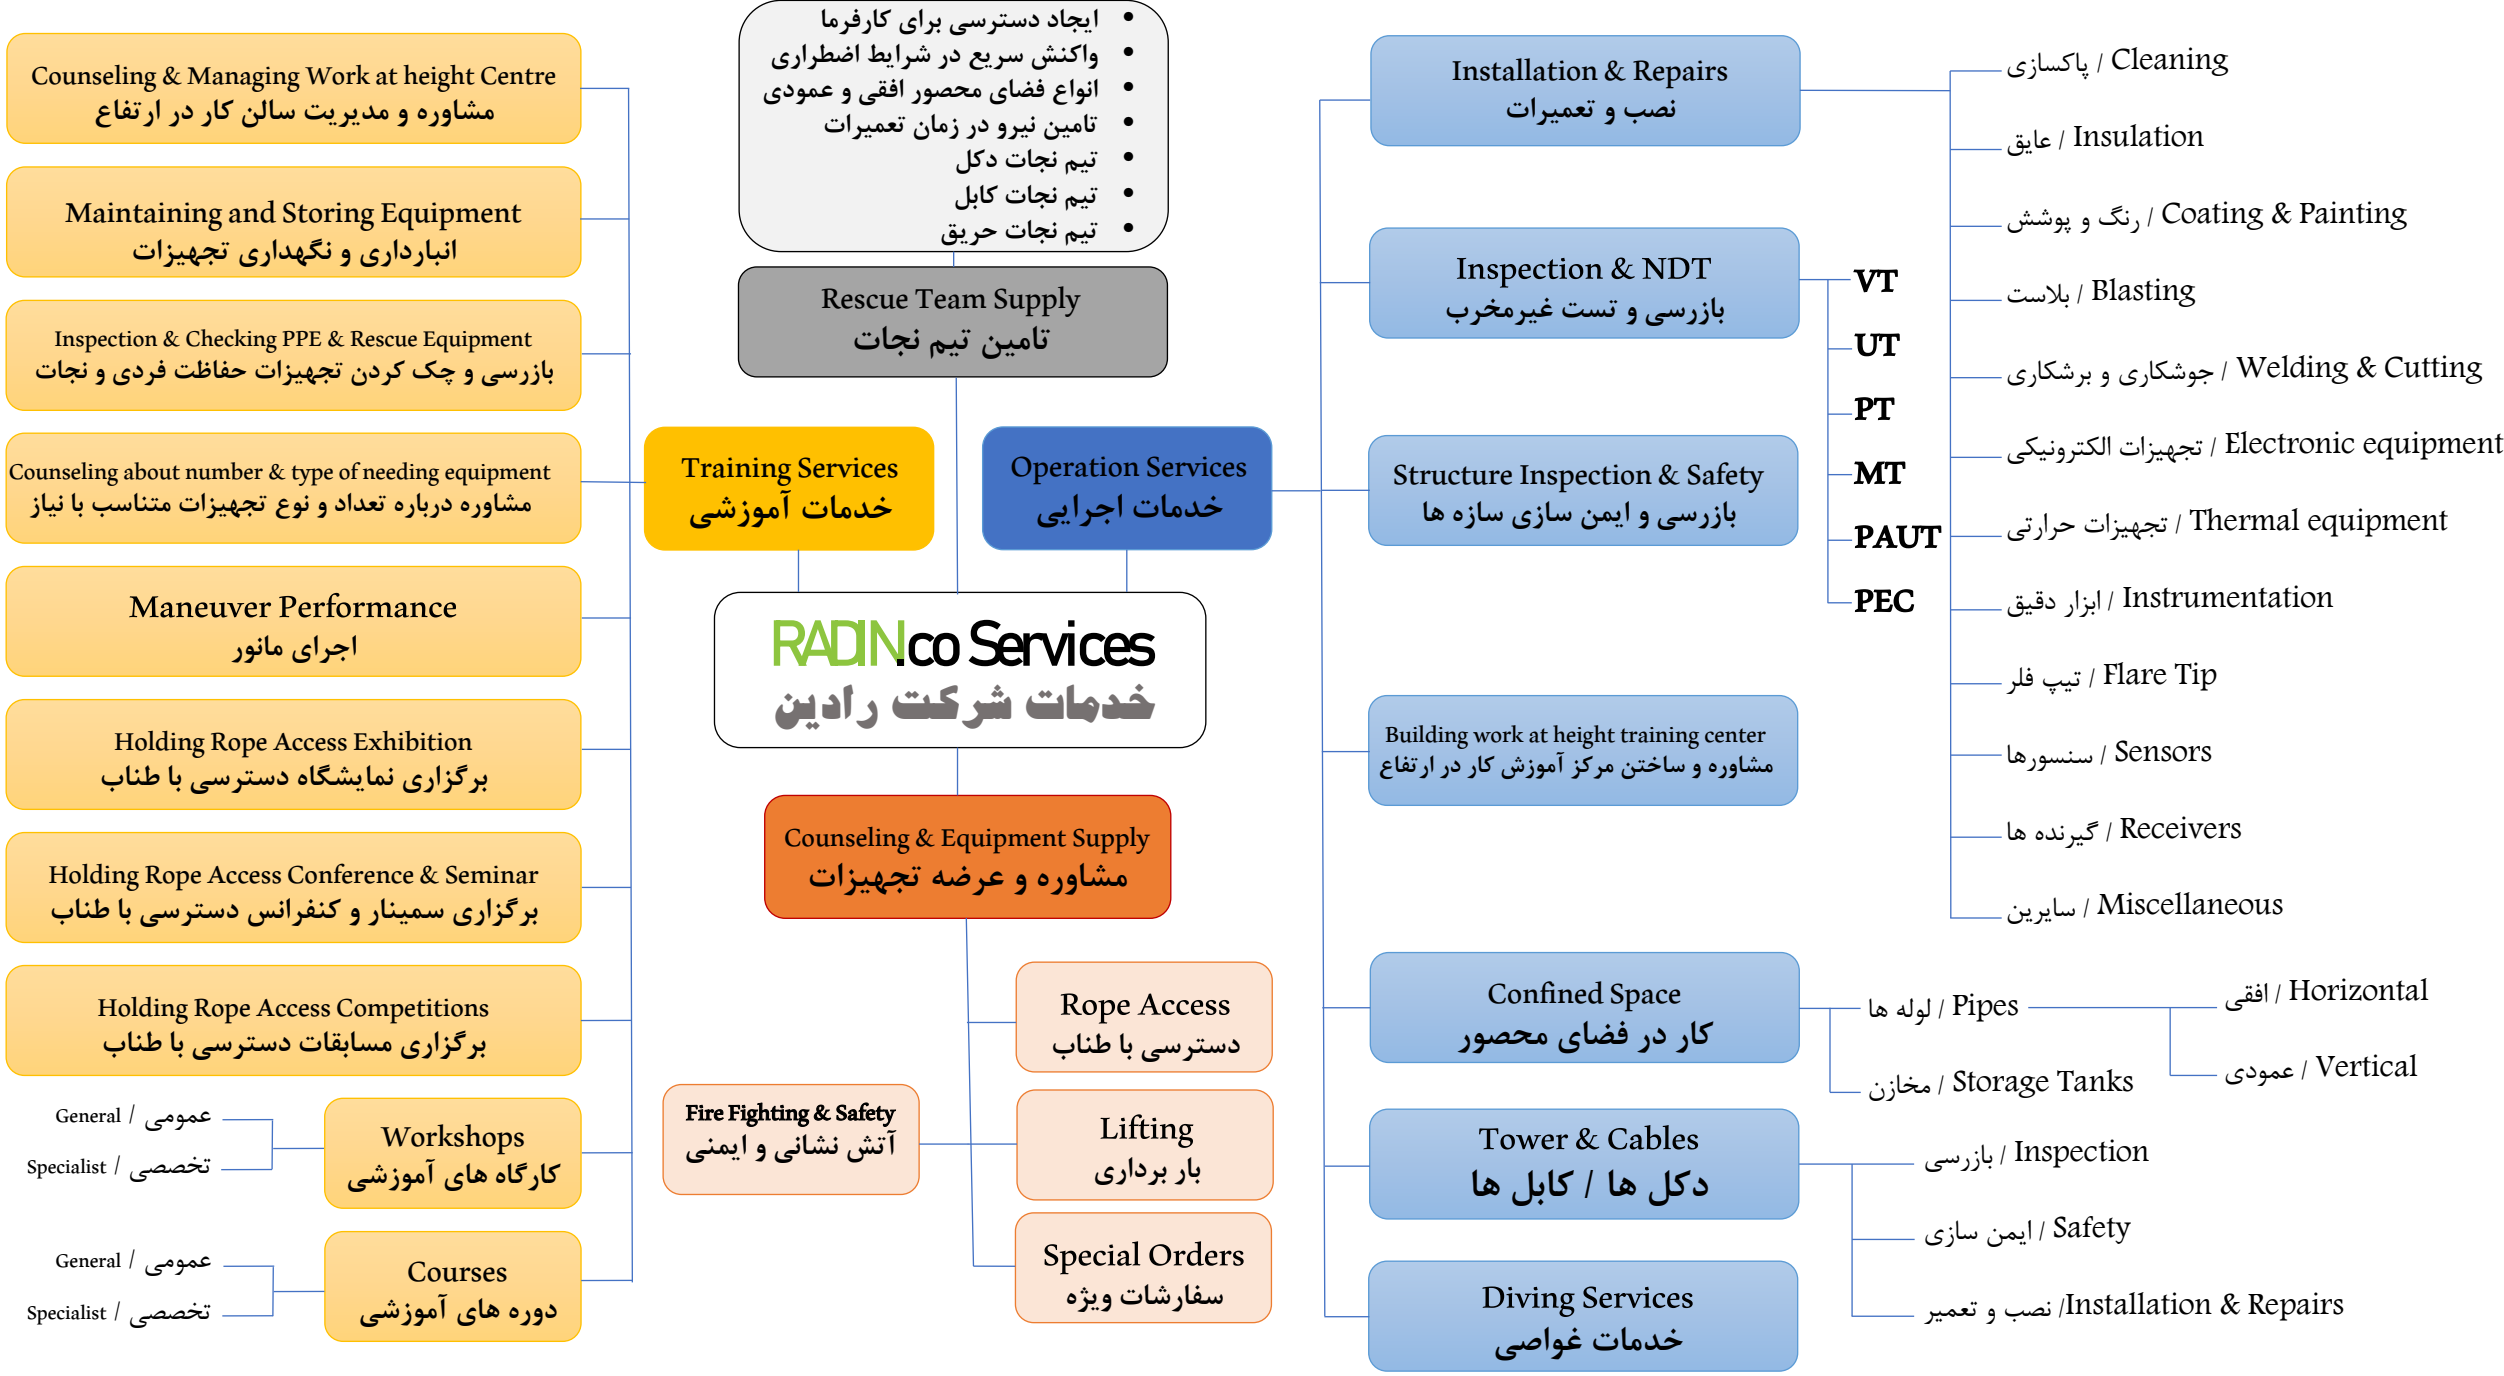 RADIN.co Services
خدمات شرکت رادین
Training Services
خدمات آموزشی
Counseling & Managing Work at height Centre
مشاوره و مدیریت سالن کار در ارتفاع
Maintaining and Storing Equipment
انبارداری و نگهداری تجهیزات
Inspection & Checking PPE & Rescue Equipment
بازرسی و چک کردن تجهیزات حفاظت فردی و نجات
Counseling about number & type of needing equipment
مشاوره درباره تعداد و نوع تجهیزات متناسب با نیاز
Maneuver Performance
اجرای مانور
Holding Rope Access Exhibition
برگزاری نمایشگاه دسترسی با طناب
Holding Rope Access Conference & Seminar
برگزاری سمینار و کنفرانس دسترسی با طناب
Holding Rope Access Competitions
برگزاری مسابقات دسترسی با طناب
Workshops
کارگاه های آموزشی
General / عمومی
Specialist / تخصصی
Courses
دوره های آموزشی
General / عمومی
Specialist / تخصصی
• ایجاد دسترسی برای کارفرما
• واکنش سریع در شرایط اضطراری
• انواع فضای محصور افقی و عمودی
• تامین نیرو در زمان تعمیرات
• تیم نجات دکل
• تیم نجات کابل
• تیم نجات حریق
Rescue Team Supply
تامین تیم نجات
Operation Services
خدمات اجرایی
Installation & Repairs
نصب و تعمیرات
پاکسازی / Cleaning
عایق / Insulation
رنگ و پوشش / Coating & Painting
بلاست / Blasting
جوشکاری و برشکاری / Welding & Cutting
تجهیزات الکترونیکی / Electronic equipment
تجهیزات حرارتی / Thermal equipment
ابزار دقیق / Instrumentation
تیپ فلر / Flare Tip
سنسورها / Sensors
گیرنده ها / Receivers
سایرین / Miscellaneous
Inspection & NDT
بازرسی و تست غیرمخرب
VT
UT
PT
MT
PAUT
PEC
Structure Inspection & Safety
بازرسی و ایمن سازی سازه ها
Building work at height training center
مشاوره و ساختن مرکز آموزش کار در ارتفاع
Confined Space
کار در فضای محصور
لوله ها / Pipes
افقی / Horizontal
عمودی / Vertical
مخازن / Storage Tanks
Tower & Cables
دکل ها / کابل ها
بازرسی / Inspection
ایمن سازی / Safety
نصب و تعمیر /Installation & Repairs
Diving Services
خدمات غواصی
Counseling & Equipment Supply
مشاوره و عرضه تجهیزات
Rope Access
دسترسی با طناب
Fire Fighting & Safety
آتش نشانی و ایمنی
Lifting
بار برداری
Special Orders
سفارشات ویژه